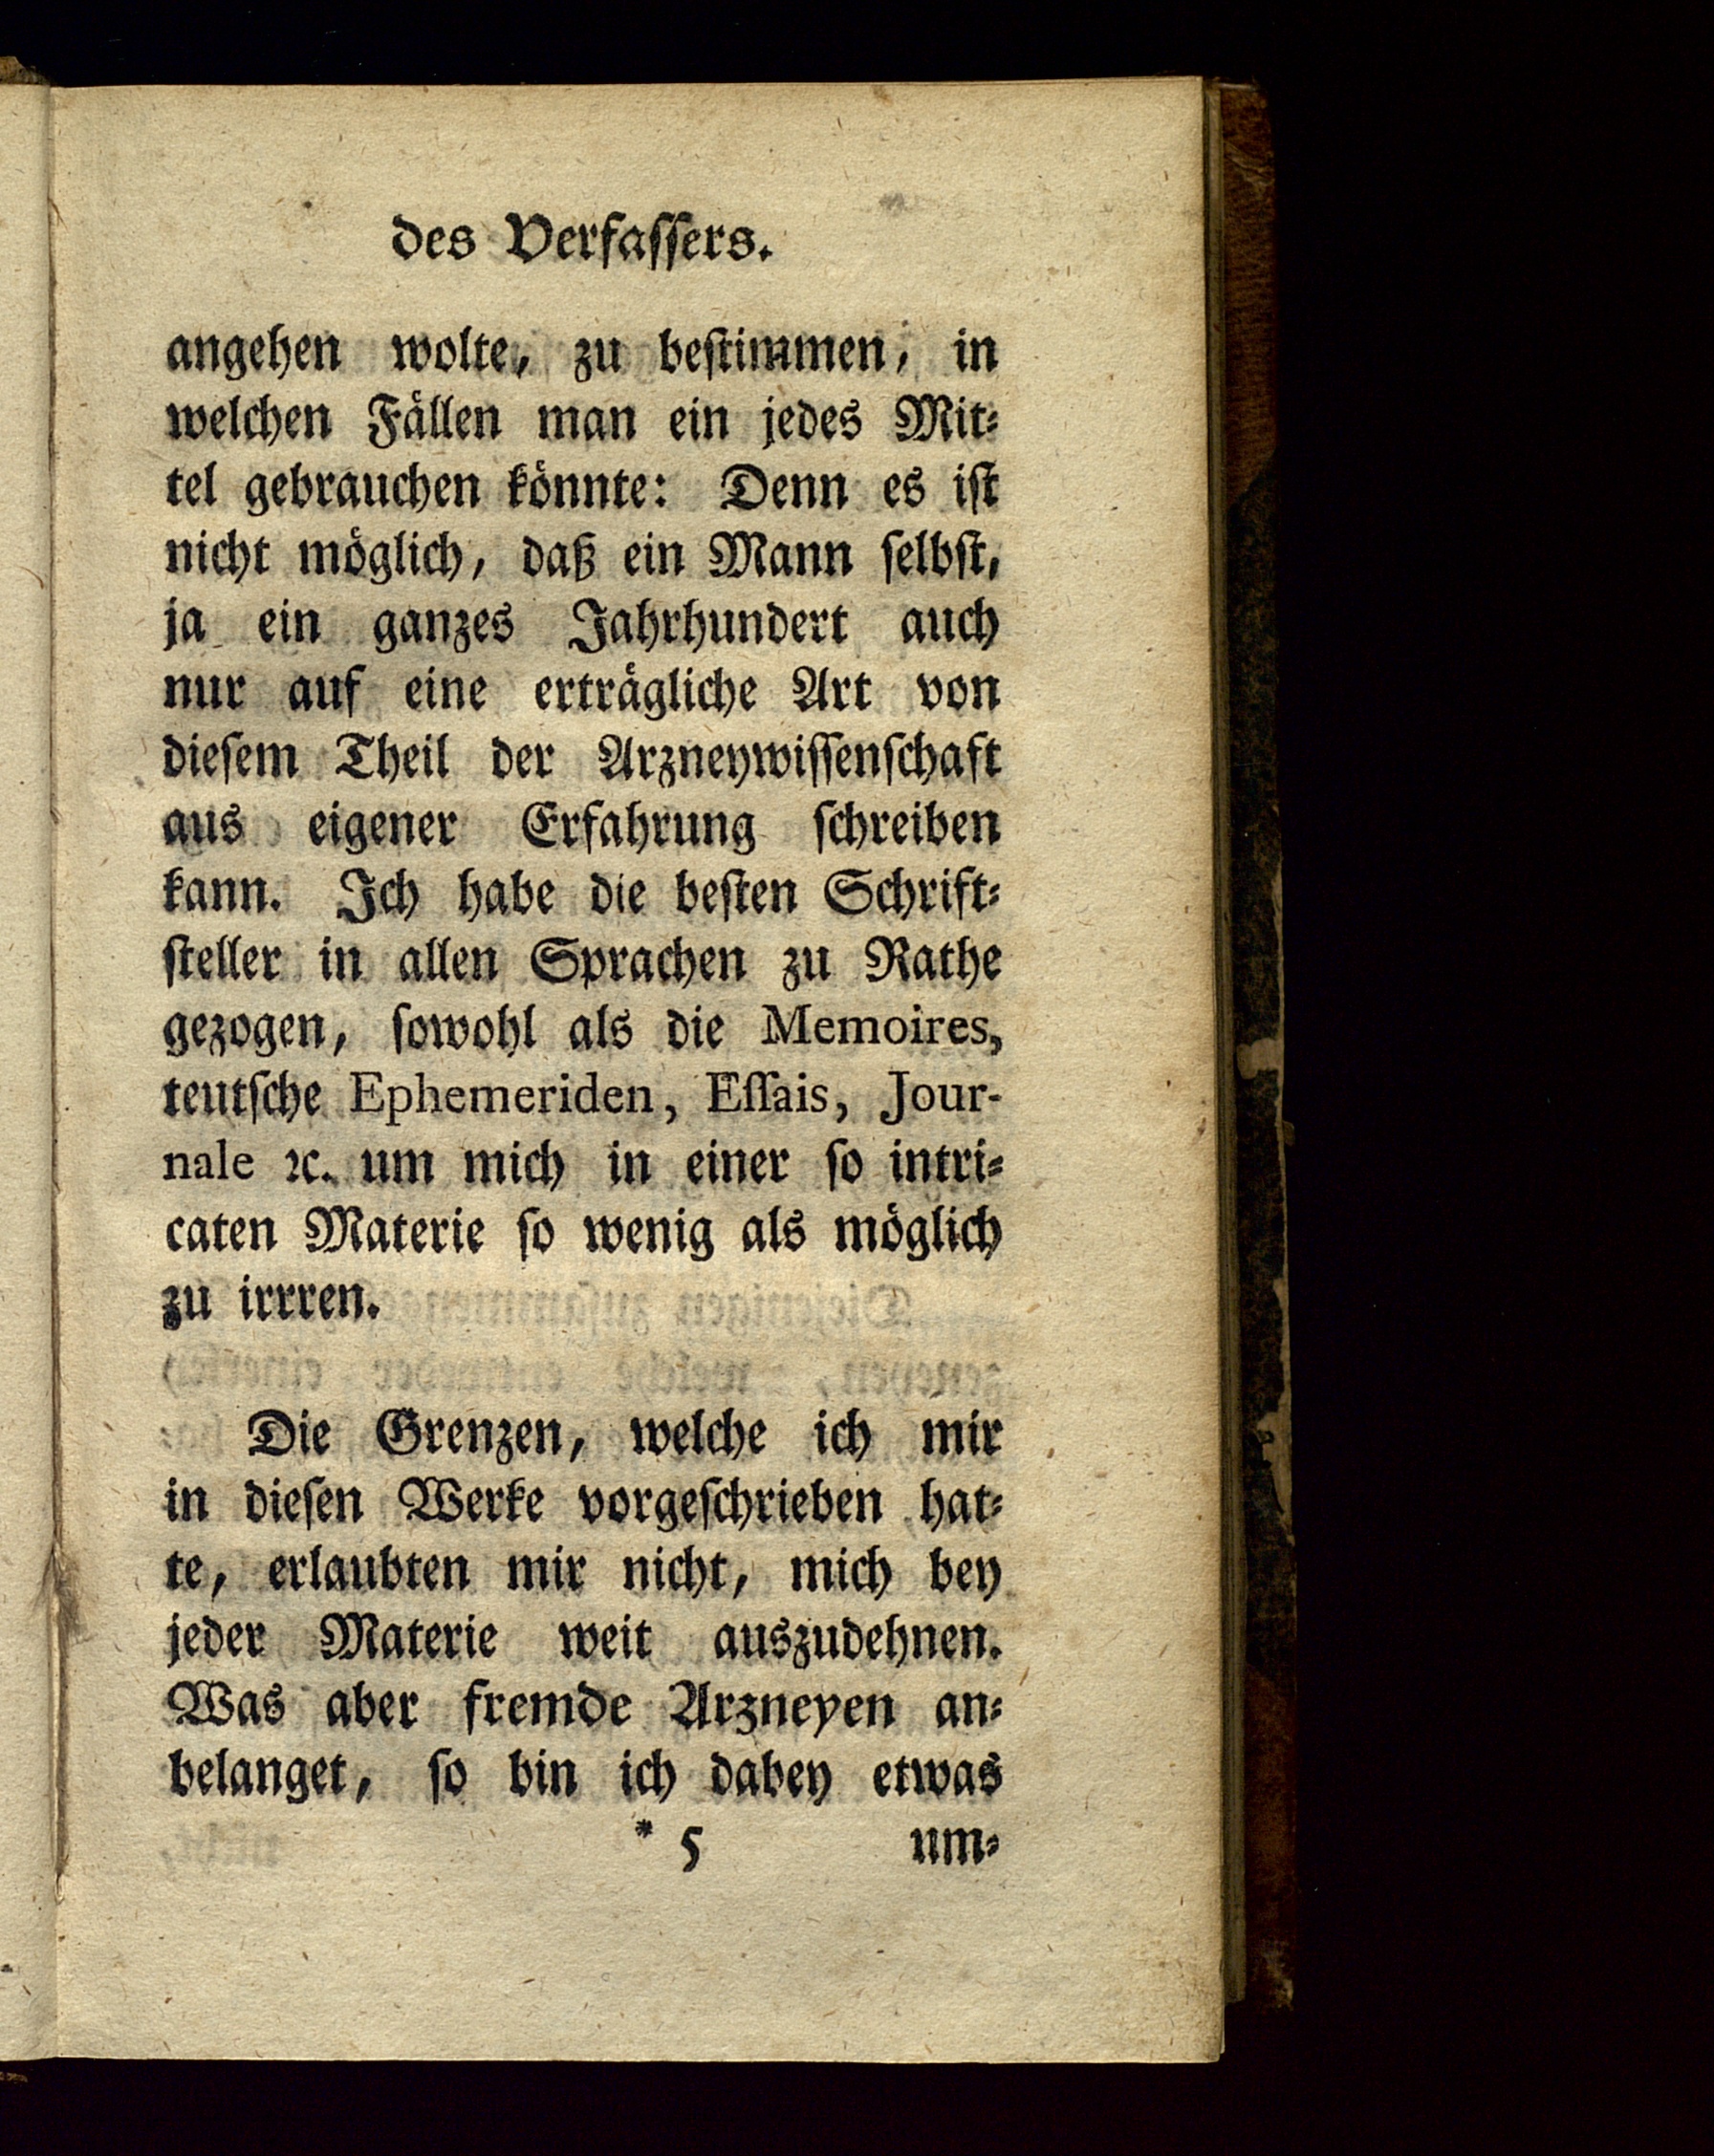 des Verfaſſers.
angehen wolte, zu beſtimmen, in
welchen Fällen man ein jedes Mit⸗
tel gebrauchen könnte: Denn es iſt
nicht möglich, daß ein Mann ſelbſt,
ja ein ganzes Jahrhundert auch
nur auf eine erträgliche Art von
dieſem Theil der Arzneywiſſenſchaft
aus eigener Erfahrung ſchreiben
kann. Ich habe die beſten Schrift⸗
ſteller in allen Sprachen zu Rathe
gezogen, ſowohl als die Memoires,
teutſche Ephemeriden, Eſſais, Jour-
nale ꝛc. um mich in einer ſo intri⸗
caten Materie ſo wenig als möglich
zu irrren.
Die Grenzen, welche ich mir
in dieſen Werke vorgeſchrieben hat⸗
te, erlaubten mir nicht, mich bey
jeder Materie weit auszudehnen.
Was aber fremde Arzneyen an⸗
belanget, ſo bin ich dabey etwas
* 5 um⸗